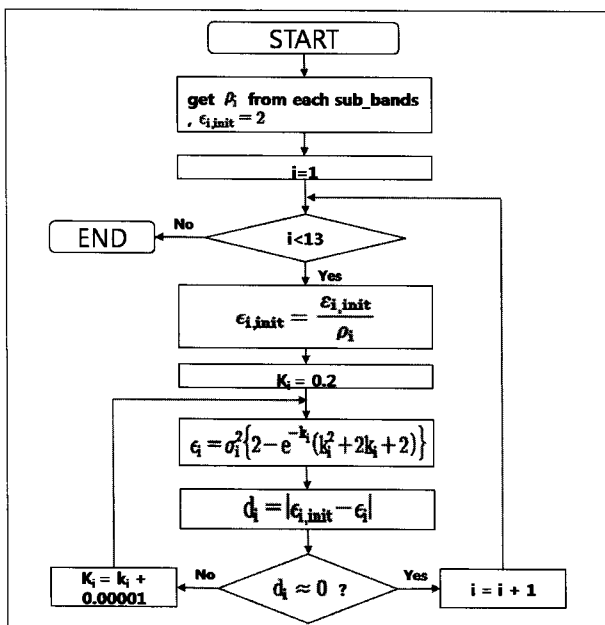 START
get ρᵢ from each sub_bands
, ϵi,init = 2
i=1
No
END
i<13
Yes
ϵi,init = εi,init / ρi
Kᵢ = 0.2
ϵᵢ = σᵢ²{2 − e^(−kᵢ)(kᵢ² + 2kᵢ + 2)}
dᵢ = |ϵi,init − ϵᵢ|
Kᵢ = kᵢ +
0.00001
No
dᵢ ≈ 0 ?
Yes
i = i + 1